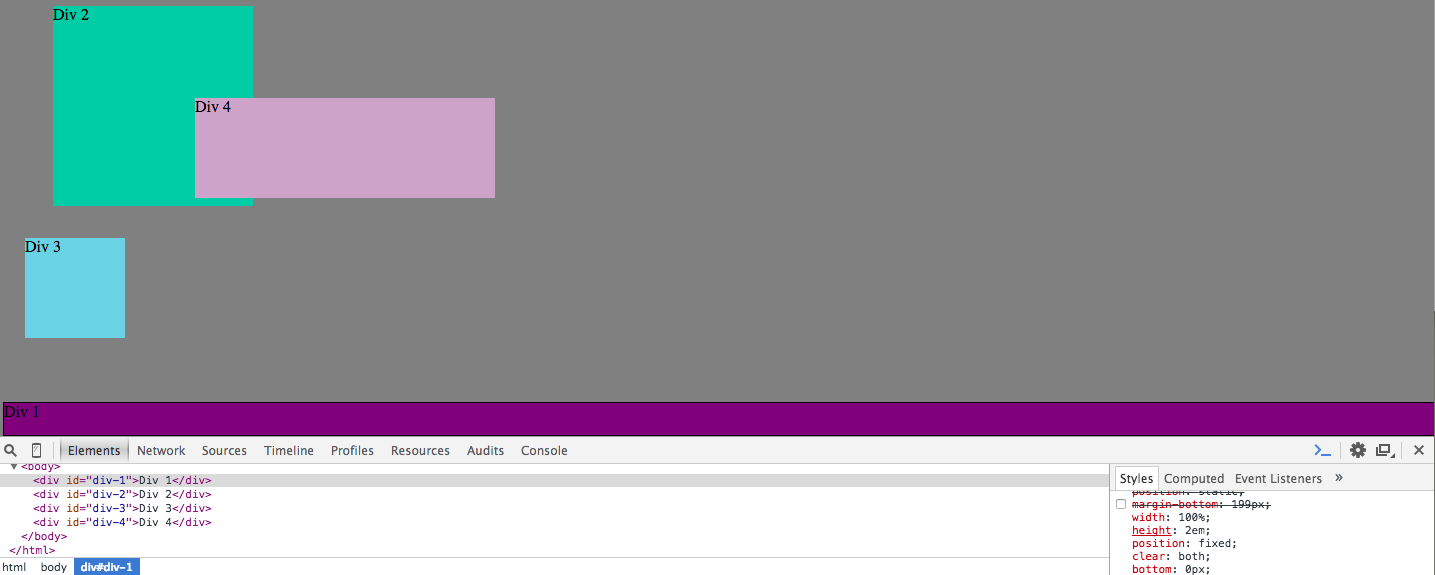 Div 2
Div 4
Div 3
Div 1
Elements Network Sources Timeline Profiles Resources Audits Console
<body>
<div id="div-1">Div 1</div>
<div id="div-2">Div 2</div>
<div id="div-3">Div 3</div>
<div id="div-4">Div 4</div>
</body>
</html>
html body div#div-1
Styles Computed Event Listeners »
position: static;
margin-bottom: 199px;
width: 100%;
height: 2em;
position: fixed;
clear: both;
bottom: 0px;